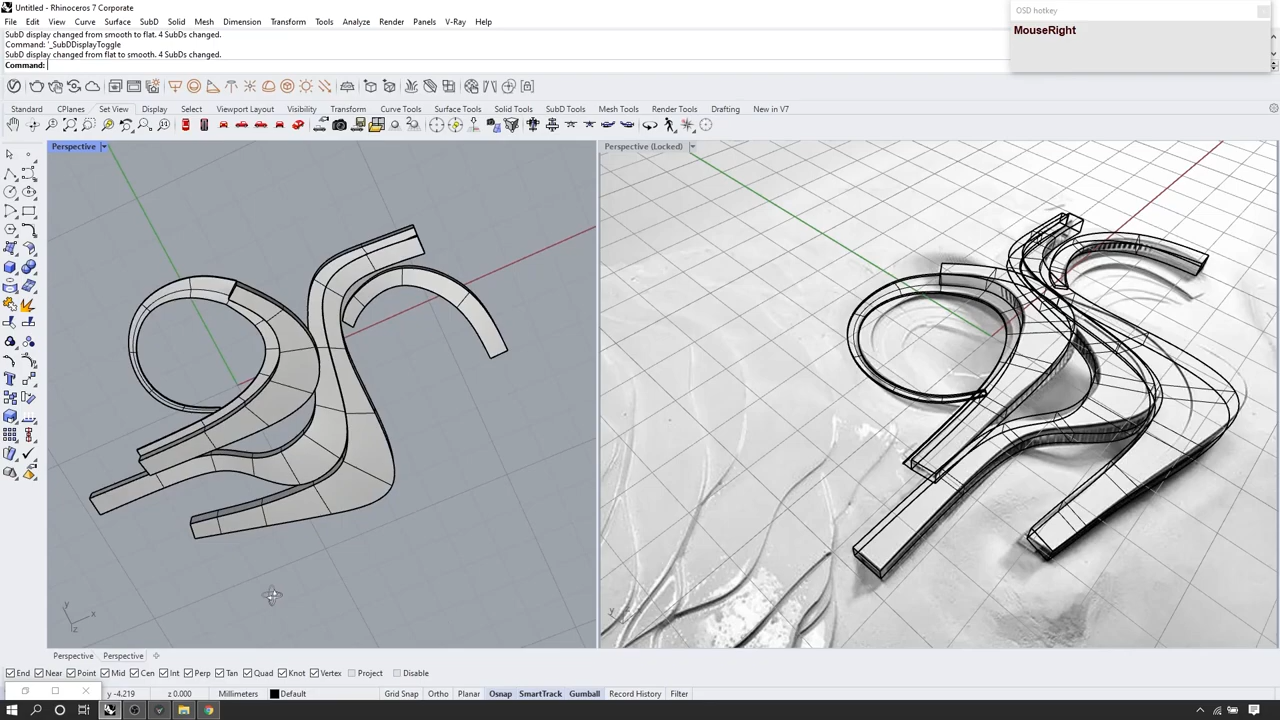 Untitled - Rhinoceros 7 Corporate
File Edit View Curve Surface SubD Solid Mesh Dimension Transform Tools Analyze Render Panels V-Ray Help
SubD display changed from smooth to flat. 4 SubDs changed.
Command: '_SubDDisplayToggle
SubD display changed from flat to smooth. 4 SubDs changed.
Command:
OSD hotkey
MouseRight
Standard CPlanes Set View Display Select Viewport Layout Visibility Transform Curve Tools Surface Tools Solid Tools SubD Tools Mesh Tools Render Tools Drafting New in V7
Perspective
Perspective (Locked)
y
x
z
y
Perspective Perspective
End Near Point Mid Cen Int Perp Tan Quad Knot Vertex Project Disable
y -4.219 z 0.000 Millimeters Default Grid Snap Ortho Planar Osnap SmartTrack Gumball Record History Filter